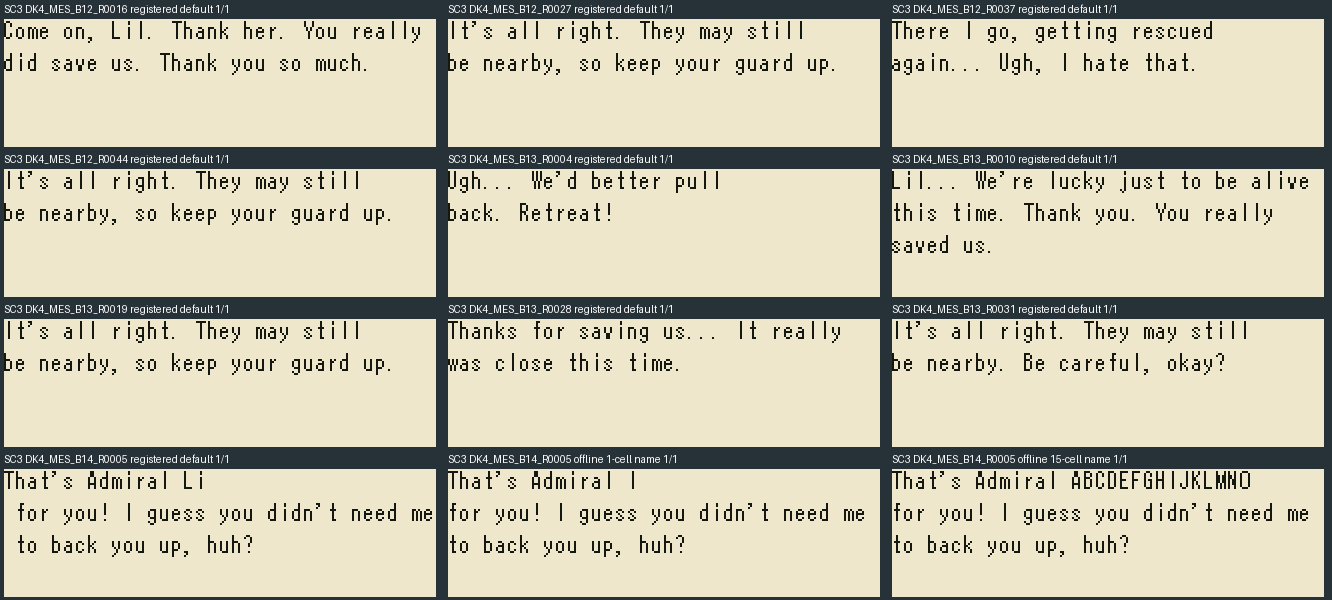 SC3 DK4_MES_B12_R0016 registered default 1/1
Come on, Lil. Thank her. You really
did save us. Thank you so much.
SC3 DK4_MES_B12_R0027 registered default 1/1
It's all right. They may still
be nearby, so keep your guard up.
SC3 DK4_MES_B12_R0037 registered default 1/1
There I go, getting rescued
again... Ugh, I hate that.
SC3 DK4_MES_B12_R0044 registered default 1/1
It's all right. They may still
be nearby, so keep your guard up.
SC3 DK4_MES_B13_R0004 registered default 1/1
Ugh... We'd better pull
back. Retreat!
SC3 DK4_MES_B13_R0010 registered default 1/1
Lil... We're lucky just to be alive
this time. Thank you. You really
saved us.
SC3 DK4_MES_B13_R0019 registered default 1/1
It's all right. They may still
be nearby, so keep your guard up.
SC3 DK4_MES_B13_R0028 registered default 1/1
Thanks for saving us... It really
was close this time.
SC3 DK4_MES_B13_R0031 registered default 1/1
It's all right. They may still
be nearby. Be careful, okay?
SC3 DK4_MES_B14_R0005 registered default 1/1
That's Admiral Li
for you! I guess you didn't need me
to back you up, huh?
SC3 DK4_MES_B14_R0005 offline 1-cell name 1/1
That's Admiral I
for you! I guess you didn't need me
to back you up, huh?
SC3 DK4_MES_B14_R0005 offline 15-cell name 1/1
That's Admiral ABCDEFGHIJKLMNO
for you! I guess you didn't need me
to back you up, huh?